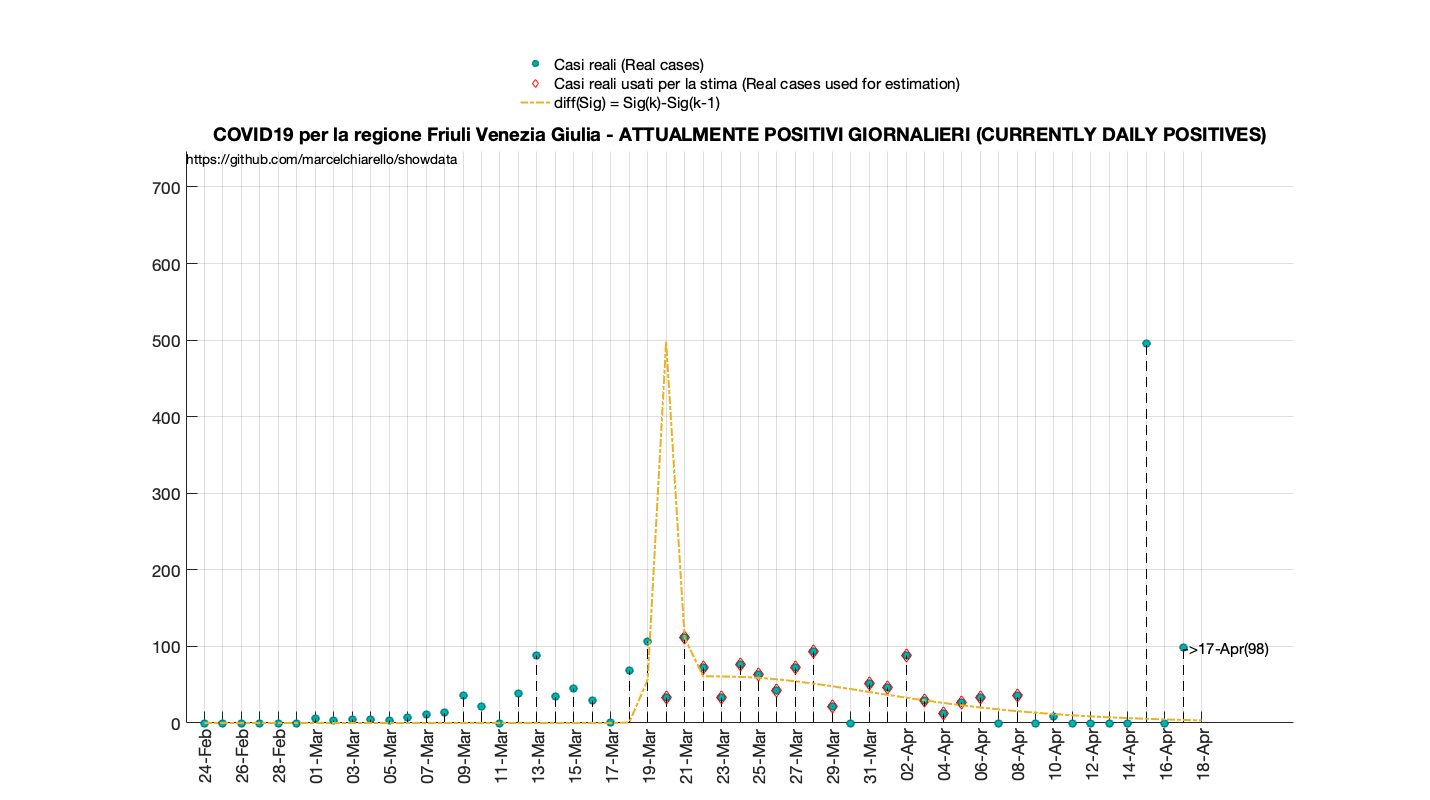 Casi reali (Real cases)
Casi reali usati per la stima (Real cases used for estimation)
diff(Sig) = Sig(k)-Sig(k-1)
COVID19 per la regione Friuli Venezia Giulia - ATTUALMENTE POSITIVI GIORNALIERI (CURRENTLY DAILY POSITIVES)
https://github.com/marcelchiarello/showdata
700
600
500
400
300
200
100
0
>17-Apr(98)
24-Feb
26-Feb
28-Feb
01-Mar
03-Mar
05-Mar
07-Mar
09-Mar
11-Mar
13-Mar
15-Mar
17-Mar
19-Mar
21-Mar
23-Mar
25-Mar
27-Mar
29-Mar
31-Mar
02-Apr
04-Apr
06-Apr
08-Apr
10-Apr
12-Apr
14-Apr
16-Apr
18-Apr